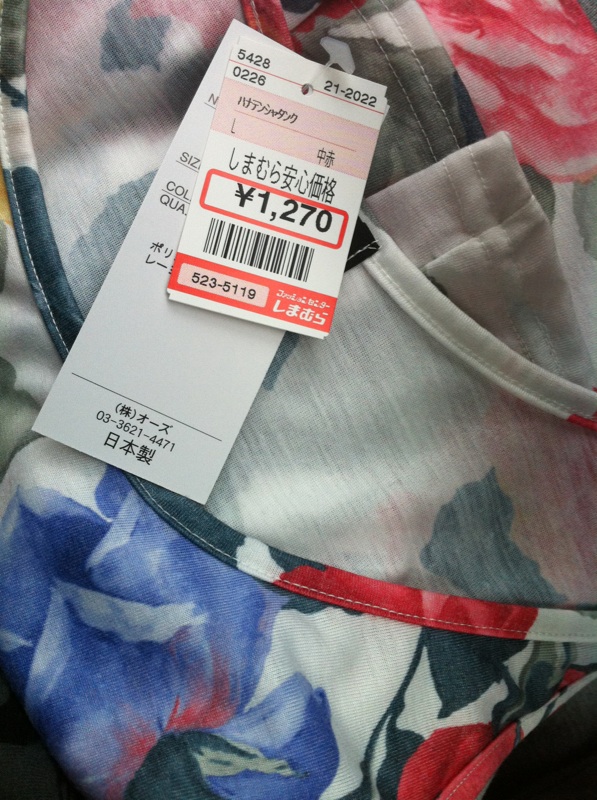 5428
0226 21-2022
ハナテンシャタンク
L 中赤
しまむら安心価格
¥1,270
523-5119
ファッションセンター
しまむら
SIZ
COL
QUA
ポリ
レー
(株)オーズ
03-3621-4471
日本製